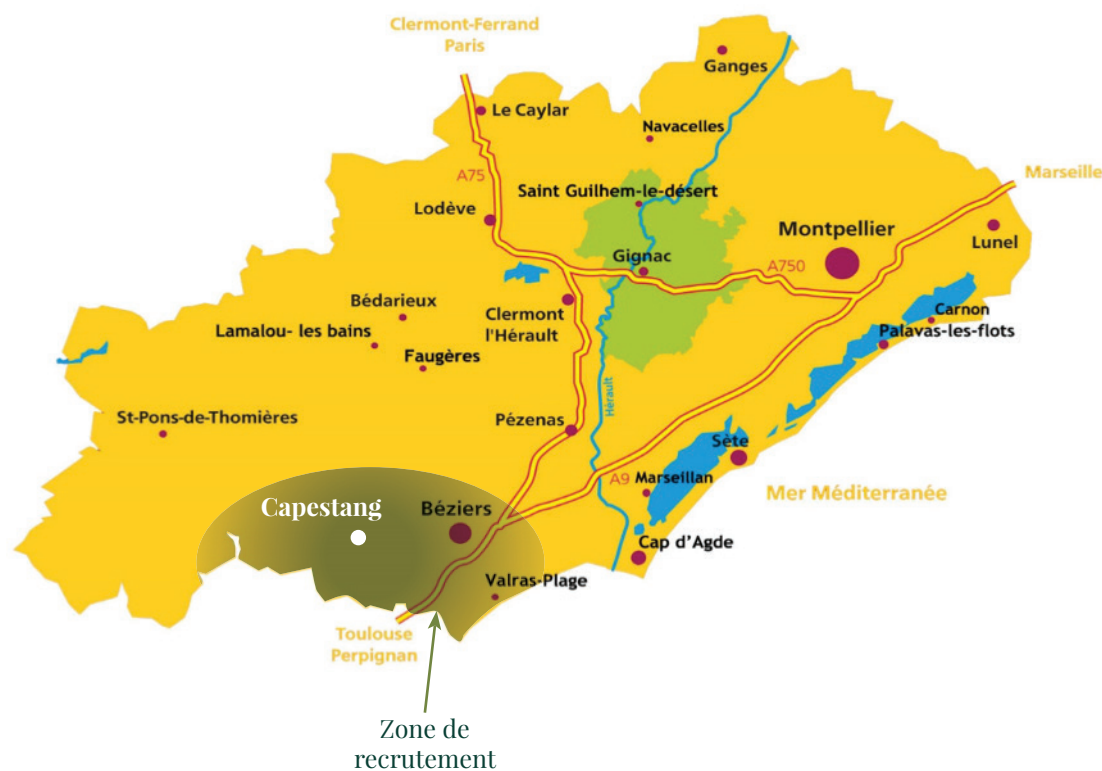 Clermont-Ferrand
Paris
Ganges
Le Caylar
Navacelles
A75
Marseille
Saint Guilhem-le-désert
Lodève
Montpellier
Lunel
Gignac
A750
Bédarieux
Clermont
l'Hérault
Carnon
Lamalou- les bains
Palavas-les-flots
Faugères
Hérault
St-Pons-de-Thomières
Pézenas
Sète
A9
Marseillan
Mer Méditerranée
Capestang
Béziers
Cap d'Agde
Valras-Plage
Toulouse
Perpignan
Zone de
recrutement